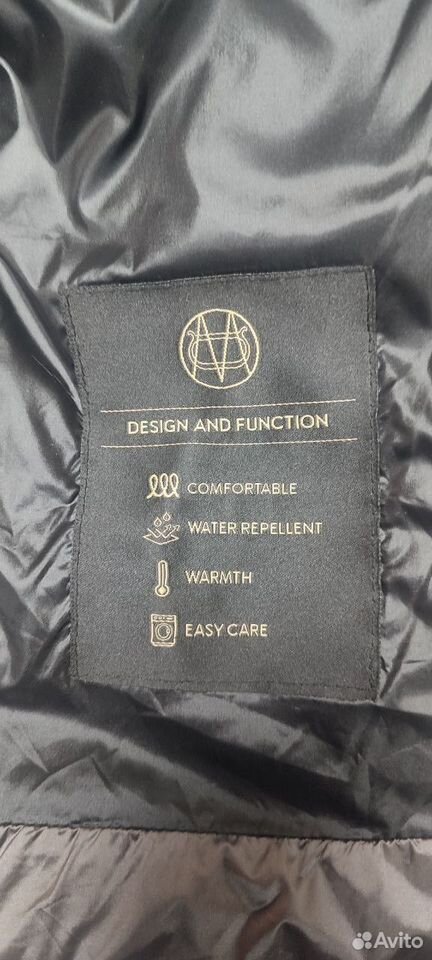 DESIGN AND FUNCTION
COMFORTABLE
WATER REPELLENT
WARMTH
EASY CARE
Avito